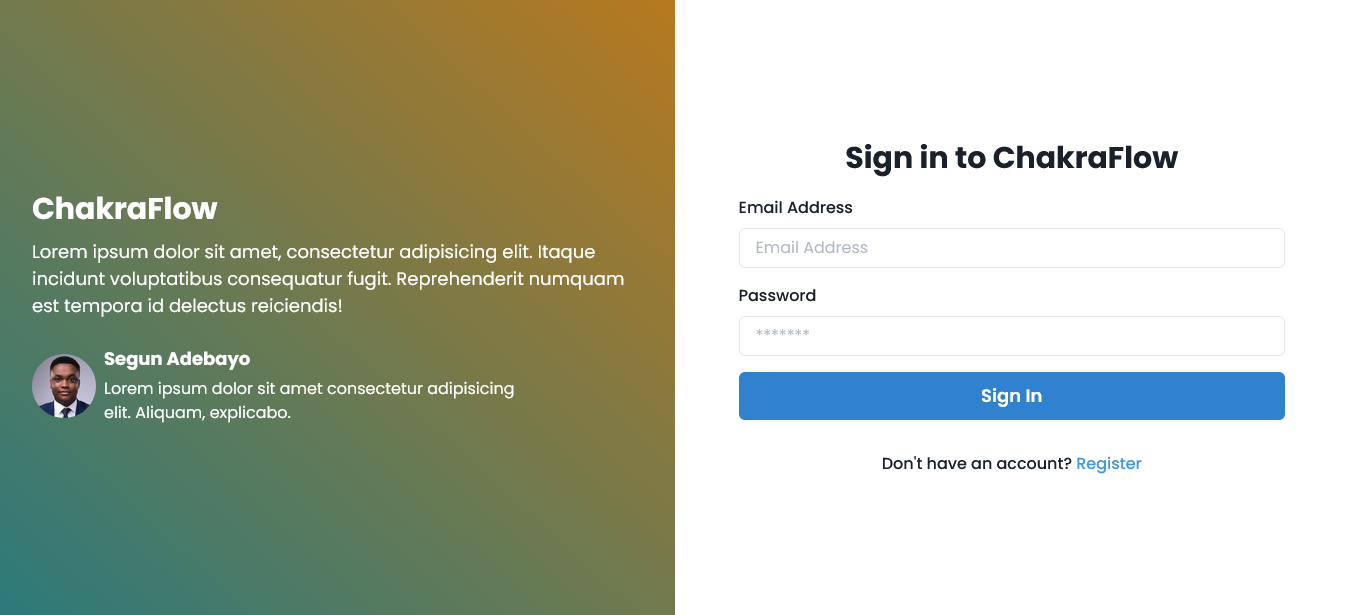 ChakraFlow
Lorem ipsum dolor sit amet, consectetur adipisicing elit. Itaque
incidunt voluptatibus consequatur fugit. Reprehenderit numquam
est tempora id delectus reiciendis!
Segun Adebayo
Lorem ipsum dolor sit amet consectetur adipisicing
elit. Aliquam, explicabo.
Sign in to ChakraFlow
Email Address
Email Address
Password
*******
Sign In
Don't have an account? Register